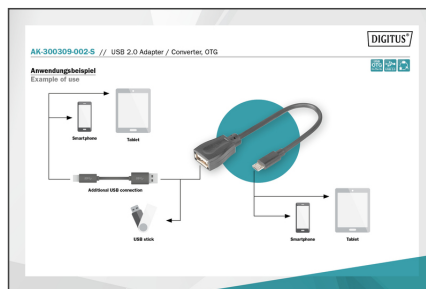 DIGITUS®
AK-300309-002-S // USB 2.0 Adapter / Converter, OTG
Anwendungsbeispiel
Example of use
OTG
Smartphone
Tablet
Additional USB connection
USB stick
Smartphone
Tablet